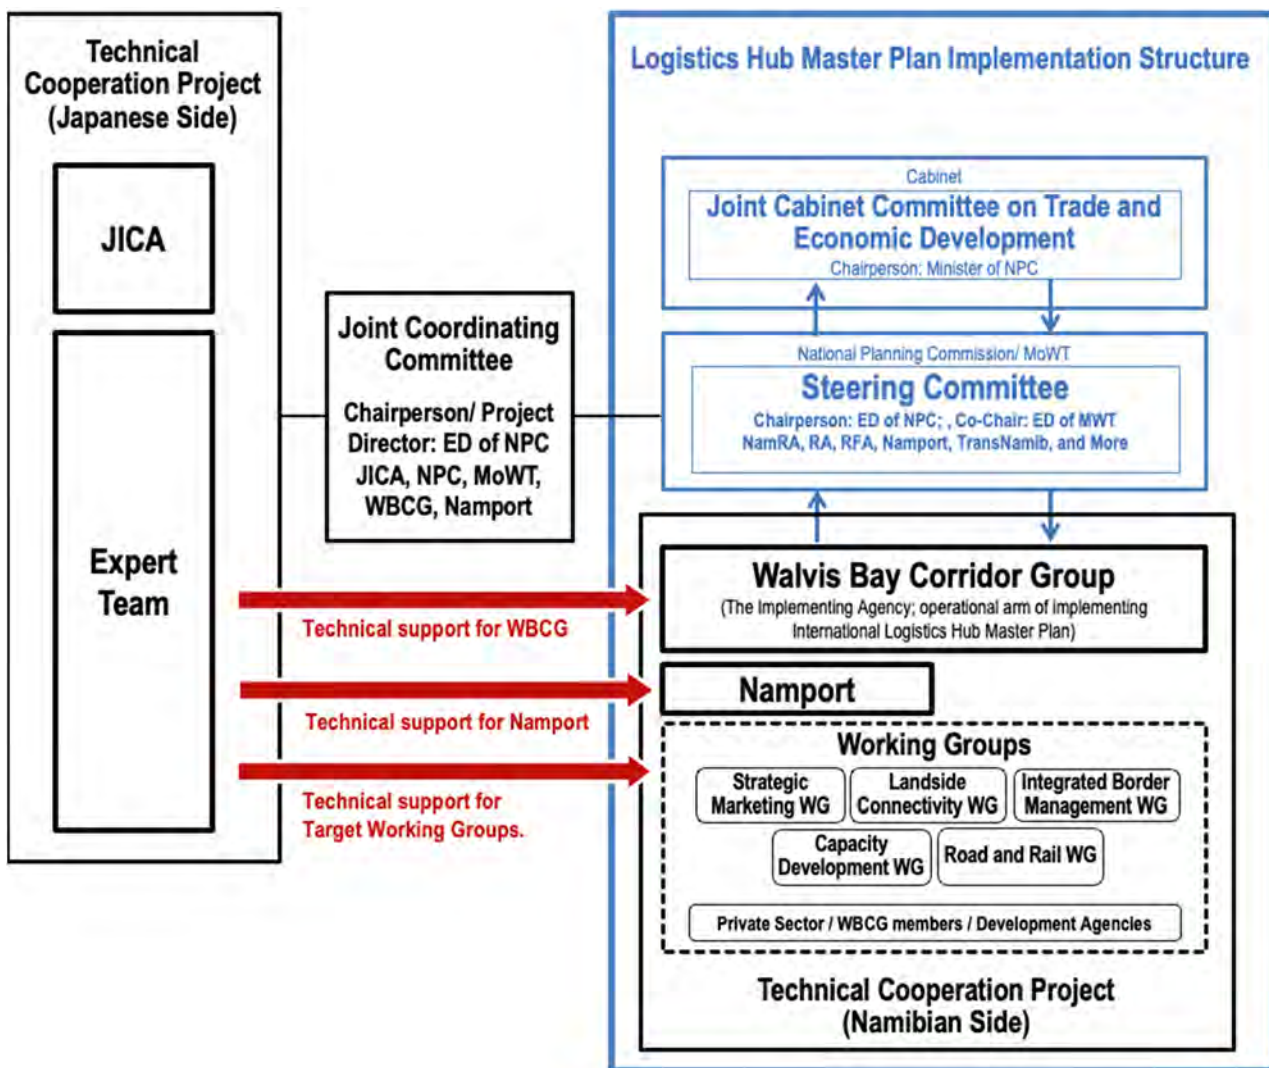 Technical
Cooperation Project
(Japanese Side)
JICA
Expert
Team
Joint Coordinating
Committee
Chairperson/ Project
Director: ED of NPC
JICA, NPC, MoWT,
WBCG, Namport
Technical support for WBCG
Technical support for Namport
Technical support for
Target Working Groups.
Logistics Hub Master Plan Implementation Structure
Cabinet
Joint Cabinet Committee on Trade and
Economic Development
Chairperson: Minister of NPC
National Planning Commission/ MoWT
Steering Committee
Chairperson: ED of NPC; , Co-Chair: ED of MWT
NamRA, RA, RFA, Namport, TransNamib, and More
Walvis Bay Corridor Group
(The Implementing Agency; operational arm of implementing
International Logistics Hub Master Plan)
Namport
Working Groups
Strategic
Marketing WG
Landside
Connectivity WG
Integrated Border
Management WG
Capacity
Development WG
Road and Rail WG
Private Sector / WBCG members / Development Agencies
Technical Cooperation Project
(Namibian Side)